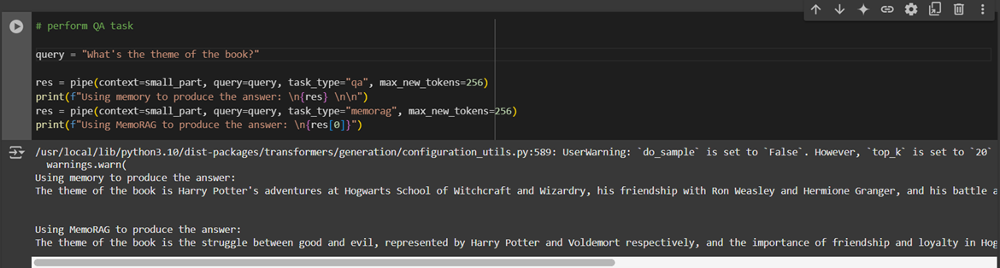 # perform QA task
query = "What's the theme of the book?"
res = pipe(context=small_part, query=query, task_type="qa", max_new_tokens=256)
print(f"Using memory to produce the answer: \n{res} \n\n")
res = pipe(context=small_part, query=query, task_type="memorag", max_new_tokens=256)
print(f"Using MemoRAG to produce the answer: \n{res[0]}")
/usr/local/lib/python3.10/dist-packages/transformers/generation/configuration_utils.py:589: UserWarning: `do_sample` is set to `False`. However, `top_k` is set to `20`
warnings.warn(
Using memory to produce the answer:
The theme of the book is Harry Potter's adventures at Hogwarts School of Witchcraft and Wizardry, his friendship with Ron Weasley and Hermione Granger, and his battle a
Using MemoRAG to produce the answer:
The theme of the book is the struggle between good and evil, represented by Harry Potter and Voldemort respectively, and the importance of friendship and loyalty in Hog